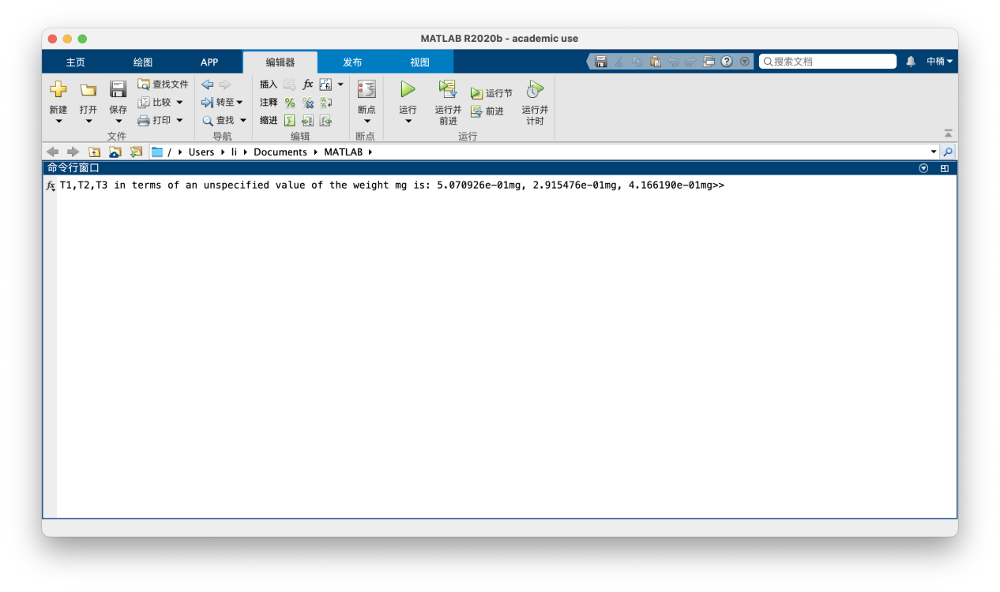 MATLAB R2020b - academic use
主页 绘图 APP 编辑器 发布 视图 搜索文档 中楠
新建 打开 保存 查找文件 比较 打印 转至 查找 插入 fx 注释 缩进 断点 运行 运行并前进 运行节 前进 运行并计时
文件 导航 编辑 断点 运行
/ Users li Documents MATLAB
命令行窗口
fx T1,T2,T3 in terms of an unspecified value of the weight mg is: 5.070926e-01mg, 2.915476e-01mg, 4.166190e-01mg>>